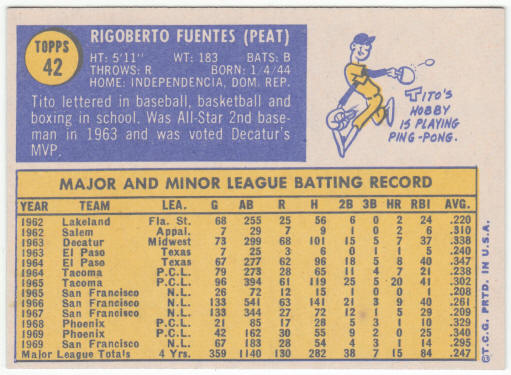 TOPPS
42
RIGOBERTO FUENTES (PEAT)
HT: 5'11" WT: 183 BATS: B
THROWS: R BORN: 1/4/44
HOME: INDEPENDENCIA, DOM. REP.
Tito lettered in baseball, basketball and
boxing in school. Was All-Star 2nd base-
man in 1963 and was voted Decatur's
MVP.
TITO'S
HOBBY
IS PLAYING
PING-PONG.
MAJOR AND MINOR LEAGUE BATTING RECORD
YEAR TEAM LEA. G AB R H 2B 3B HR RBI AVG.
1962 Lakeland Fla. St. 68 255 25 56 6 0 2 24 .220
1962 Salem Appal. 7 29 7 9 1 0 2 6 .310
1963 Decatur Midwest 73 299 68 101 15 5 7 37 .338
1963 El Paso Texas 7 25 3 6 0 1 1 5 .240
1964 El Paso Texas 67 277 62 96 18 5 8 40 .347
1964 Tacoma P.C.L. 79 273 28 65 11 4 7 21 .238
1965 Tacoma P.C.L. 96 394 61 119 25 5 20 41 .302
1965 San Francisco N.L. 26 72 12 15 1 0 0 1 .208
1966 San Francisco N.L. 133 541 63 141 21 3 9 40 .261
1967 San Francisco N.L. 133 344 27 72 12 1 5 29 .209
1968 Phoenix P.C.L. 21 85 17 28 5 3 1 10 .329
1969 Phoenix P.C.L. 42 162 30 55 9 2 0 25 .340
1969 San Francisco N.L. 67 183 28 54 4 3 1 14 .295
Major League Totals 4 Yrs. 359 1140 130 282 38 7 15 84 .247
©T.C.G. PRTD. IN U.S.A.